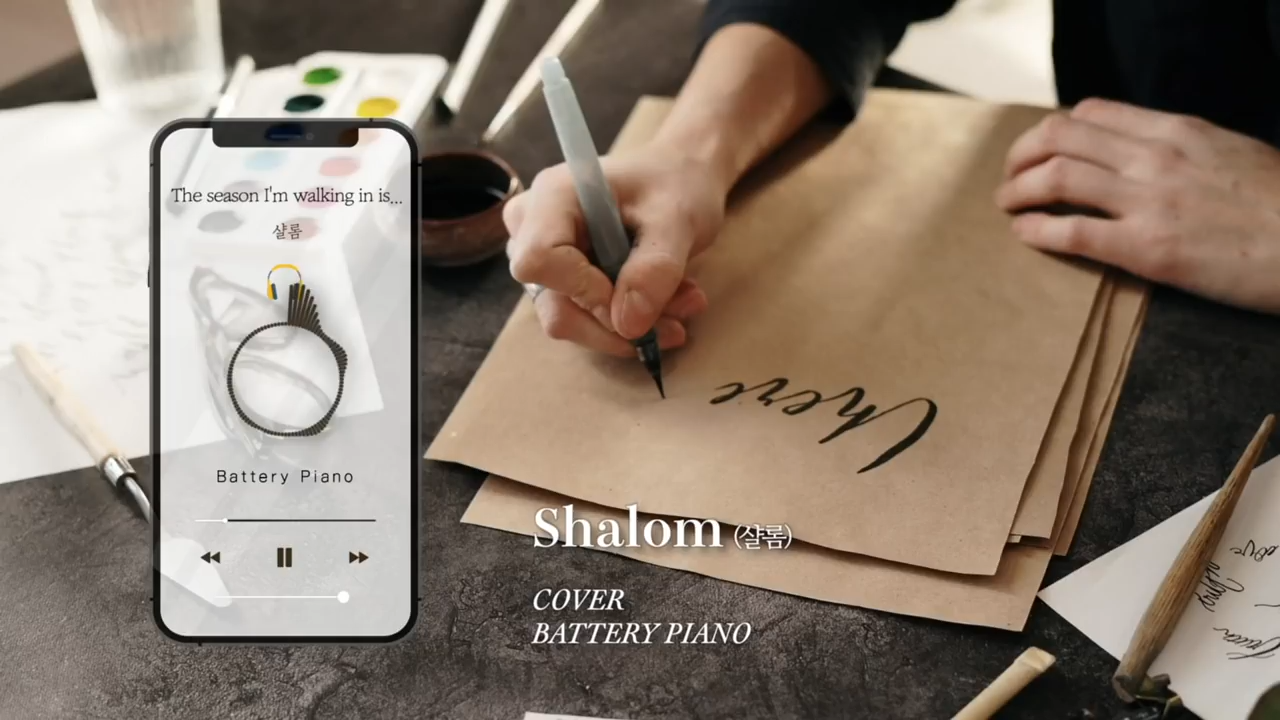 The season I'm walking in is...
샬롬
Battery Piano
Shalom (샬롬)
COVER
BATTERY PIANO